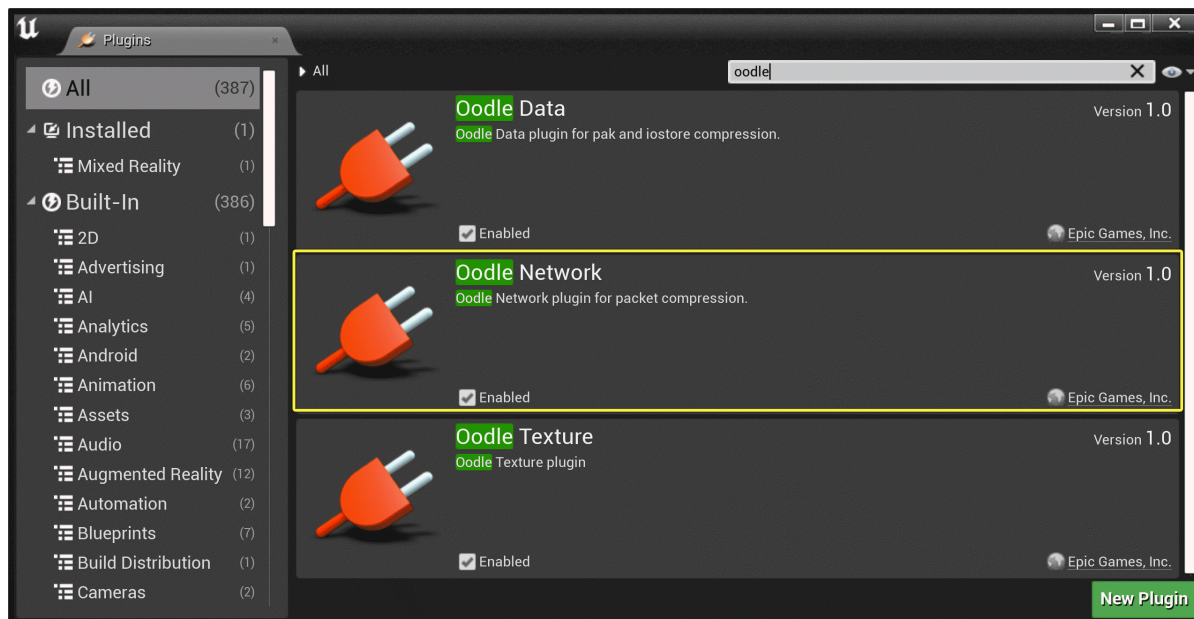 Plugins
All (387)
Installed (1)
Mixed Reality (1)
Built-In (386)
2D (1)
Advertising (1)
AI (4)
Analytics (5)
Android (2)
Animation (6)
Assets (3)
Audio (17)
Augmented Reality (12)
Automation (2)
Blueprints (7)
Build Distribution (1)
Cameras (2)
All
oodle
Oodle Data
Version 1.0
Oodle Data plugin for pak and iostore compression.
Enabled
Epic Games, Inc.
Oodle Network
Version 1.0
Oodle Network plugin for packet compression.
Enabled
Epic Games, Inc.
Oodle Texture
Version 1.0
Oodle Texture plugin
Enabled
Epic Games, Inc.
New Plugin